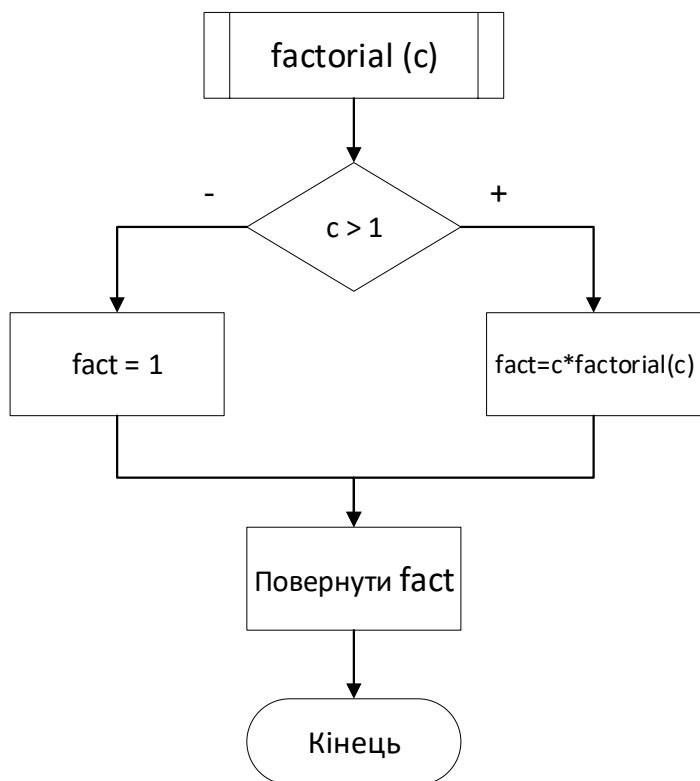 factorial (c)
-
+
c > 1
fact = 1
fact=c*factorial(c)
Повернути fact
Кінець